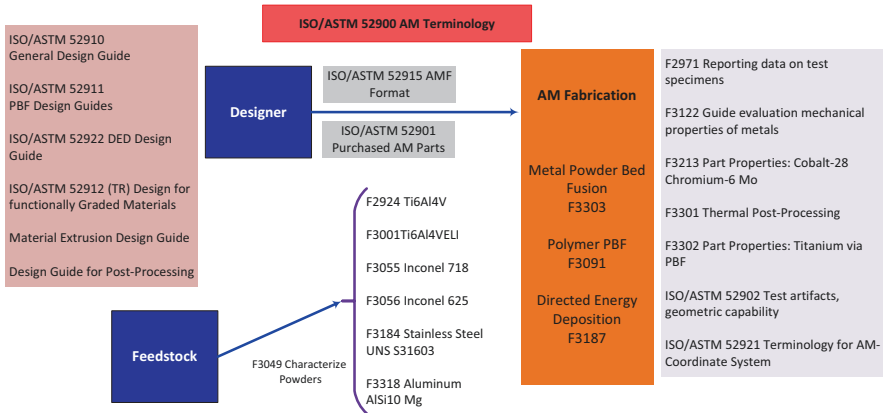 ISO/ASTM 52900 AM Terminology
ISO/ASTM 52910
General Design Guide
ISO/ASTM 52911
PBF Design Guides
ISO/ASTM 52922 DED Design
Guide
ISO/ASTM 52912 (TR) Design for
functionally Graded Materials
Material Extrusion Design Guide
Design Guide for Post-Processing
Designer
ISO/ASTM 52915 AMF
Format
ISO/ASTM 52901
Purchased AM Parts
Feedstock
F3049 Characterize
Powders
F2924 Ti6Al4V
F3001Ti6Al4VELI
F3055 Inconel 718
F3056 Inconel 625
F3184 Stainless Steel
UNS S31603
F3318 Aluminum
AlSi10 Mg
AM Fabrication
Metal Powder Bed
Fusion
F3303
Polymer PBF
F3091
Directed Energy
Deposition
F3187
F2971 Reporting data on test
specimens
F3122 Guide evaluation mechanical
properties of metals
F3213 Part Properties: Cobalt-28
Chromium-6 Mo
F3301 Thermal Post-Processing
F3302 Part Properties: Titanium via
PBF
ISO/ASTM 52902 Test artifacts,
geometric capability
ISO/ASTM 52921 Terminology for AM-
Coordinate System